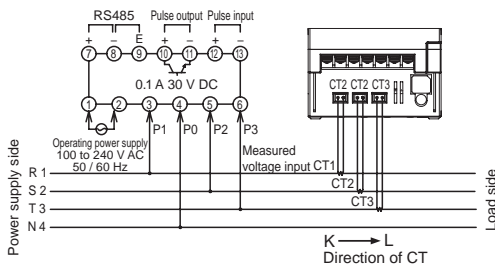 RS485 Pulse output Pulse input
+ − E + − + −
7 8 9 10 11 12 13
0.1 A 30 V DC
1 2 3 4 5 6
Operating power supply
100 to 240 V AC
50 / 60 Hz
P1 P0 P2 P3
Measured
voltage input
CT2 CT2 CT3
CT1
CT2
CT3
Power supply side
R 1
S 2
T 3
N 4
Load side
K L
Direction of CT